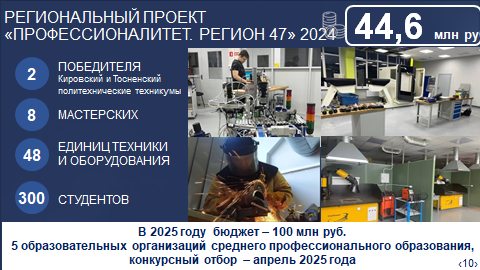 РЕГИОНАЛЬНЫЙ ПРОЕКТ
«ПРОФЕССИОНАЛИТЕТ. РЕГИОН 47» 2024
44,6 млн ру
2
ПОБЕДИТЕЛЯ
Кировский и Тосненский
политехнические техникумы
8
МАСТЕРСКИХ
48
ЕДИНИЦ ТЕХНИКИ
И ОБОРУДОВАНИЯ
300
СТУДЕНТОВ
В 2025 году бюджет – 100 млн руб.
5 образовательных организаций среднего профессионального образования,
конкурсный отбор – апрель 2025 года
‹10›